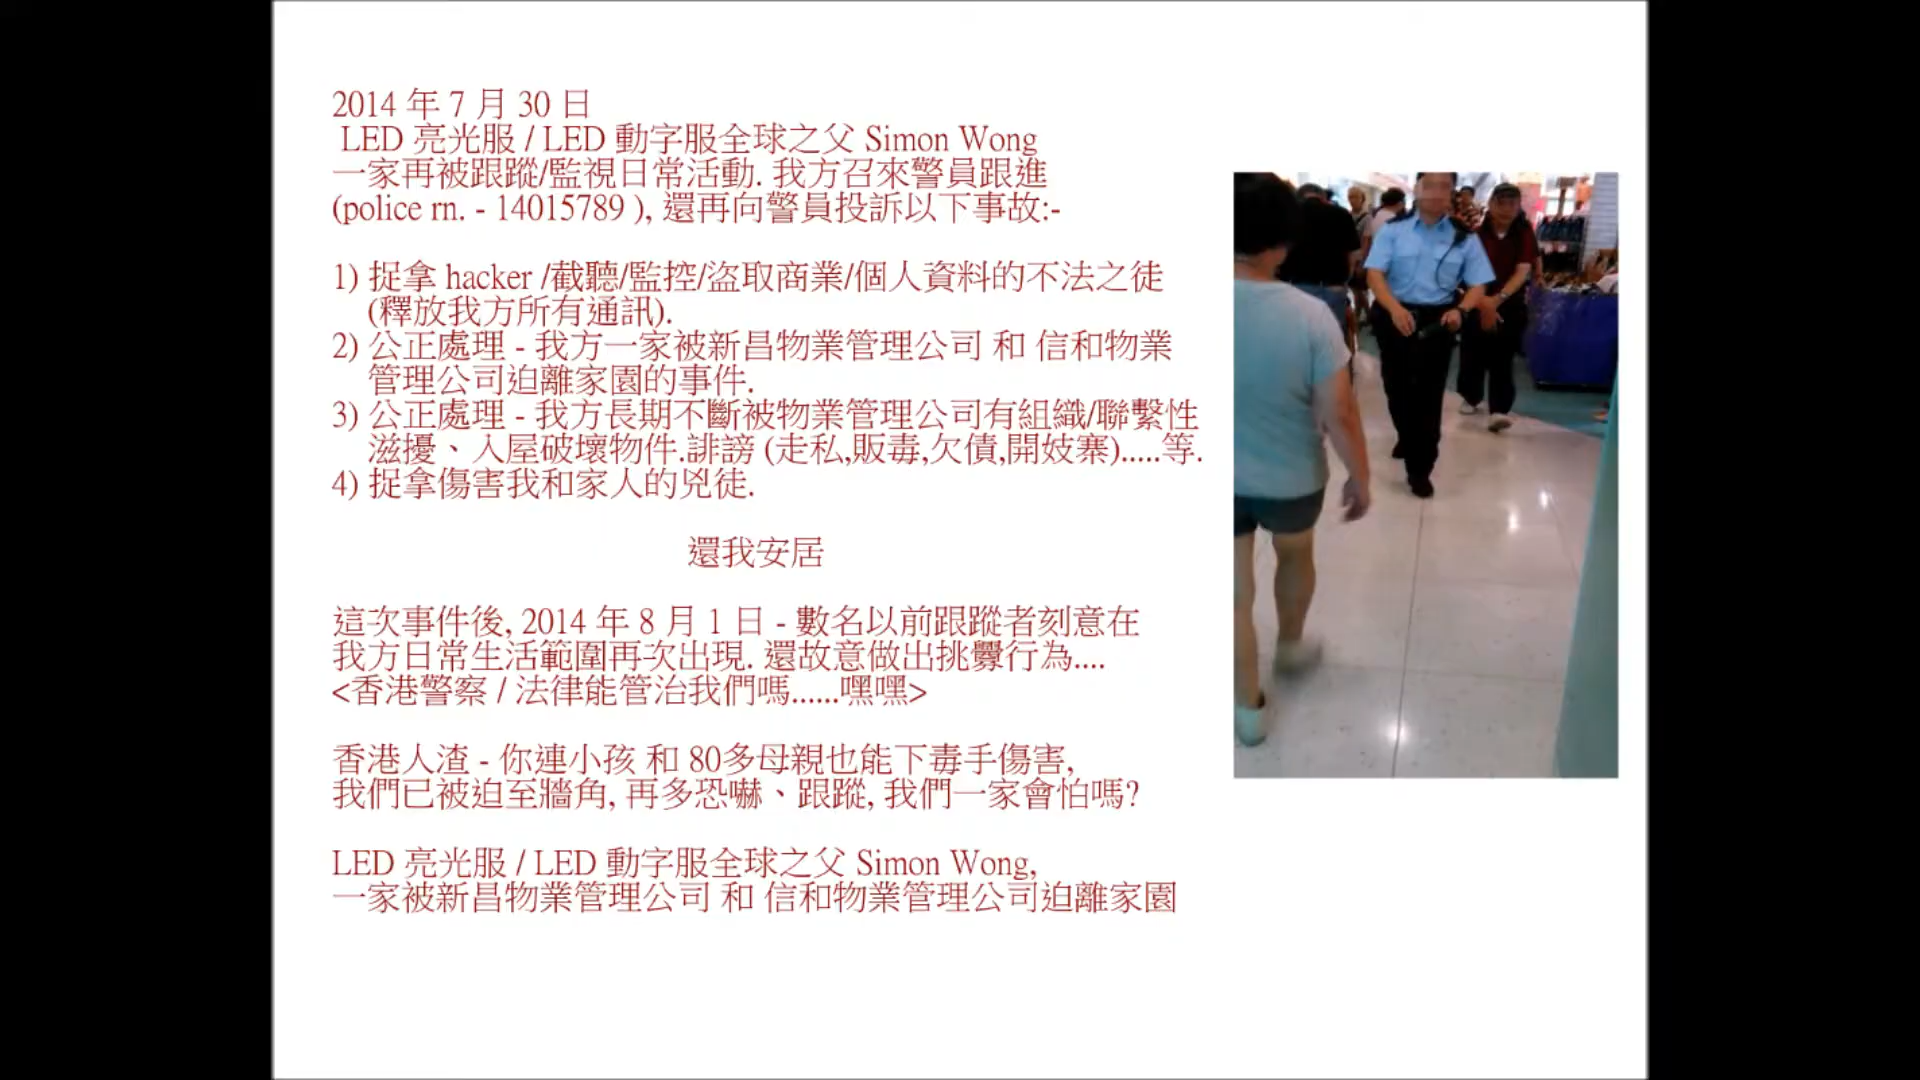 2014 年 7 月 30 日
LED 亮光服 / LED 動字服全球之父 Simon Wong
一家再被跟蹤/監視日常活動. 我方召來警員跟進
(police rn. - 14015789 ), 還再向警員投訴以下事故:-
1) 捉拿 hacker /截聽/監控/盜取商業/個人資料的不法之徒
(釋放我方所有通訊).
2) 公正處理 - 我方一家被新昌物業管理公司 和 信和物業
管理公司迫離家園的事件.
3) 公正處理 - 我方長期不斷被物業管理公司有組織/聯繫性
滋擾、入屋破壞物件.誹謗 (走私,販毒,欠債,開妓寨).....等.
4) 捉拿傷害我和家人的兇徒.
還我安居
這次事件後, 2014 年 8 月 1 日 - 數名以前跟蹤者刻意在
我方日常生活範圍再次出現. 還故意做出挑釁行為....
<香港警察 / 法律能管治我們嗎......嘿嘿>
香港人渣 - 你連小孩 和 80多母親也能下毒手傷害,
我們已被迫至牆角, 再多恐嚇、跟蹤, 我們一家會怕嗎?
LED 亮光服 / LED 動字服全球之父 Simon Wong,
一家被新昌物業管理公司 和 信和物業管理公司迫離家園